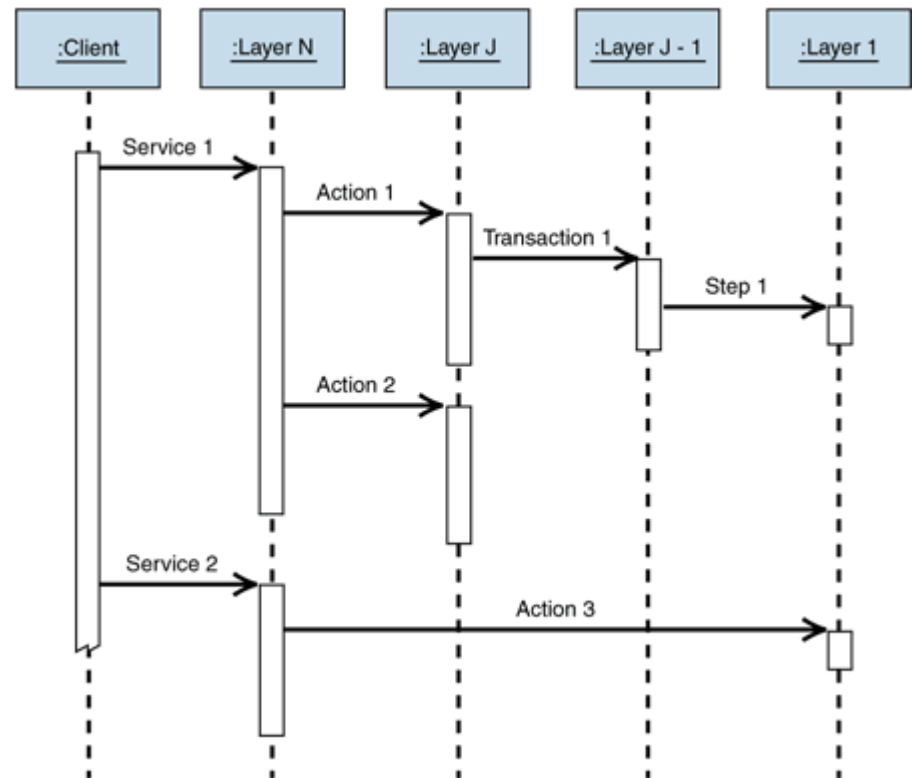 :Client
:Layer N
:Layer J
:Layer J - 1
:Layer 1
Service 1
Action 1
Transaction 1
Step 1
Action 2
Service 2
Action 3